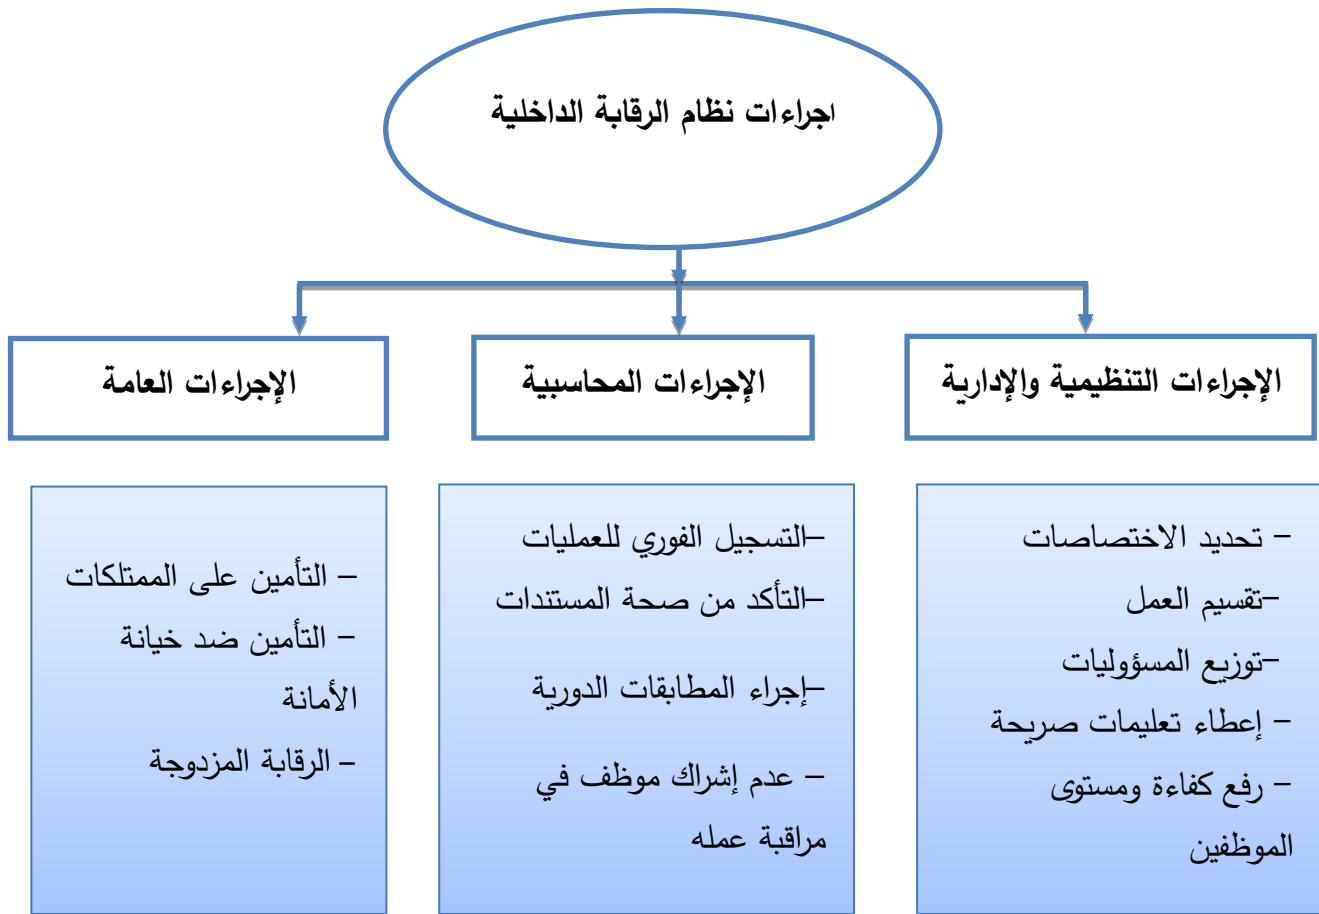 اجراءات نظام الرقابة الداخلية
الإجراءات التنظيمية والإدارية
الإجراءات المحاسبية
الإجراءات العامة
– تحديد الاختصاصات
–تقسيم العمل
–توزيع المسؤوليات
– إعطاء تعليمات صريحة
– رفع كفاءة ومستوى
الموظفين
–التسجيل الفوري للعمليات
–التأكد من صحة المستندات
–إجراء المطابقات الدورية
– عدم إشراك موظف في
مراقبة عمله
– التأمين على الممتلكات
– التأمين ضد خيانة
الأمانة
– الرقابة المزدوجة